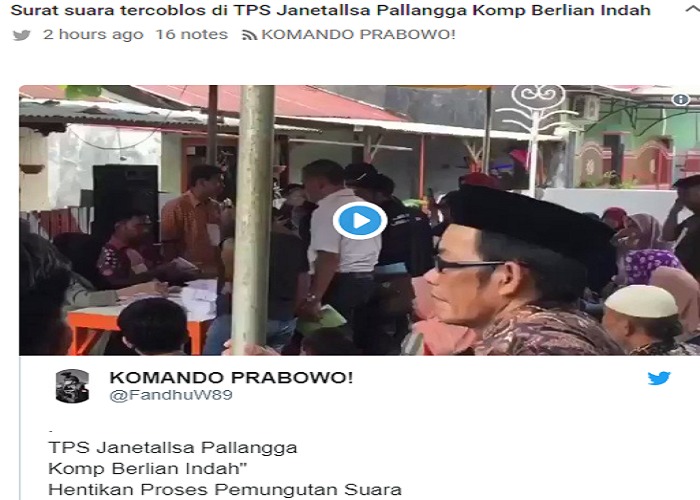 Surat suara tercoblos di TPS Janetallsa Pallangga Komp Berlian Indah
2 hours ago 16 notes KOMANDO PRABOWO!
KOMANDO PRABOWO!
@FandhuW89
.
TPS Janetallsa Pallangga
Komp Berlian Indah"
Hentikan Proses Pemungutan Suara